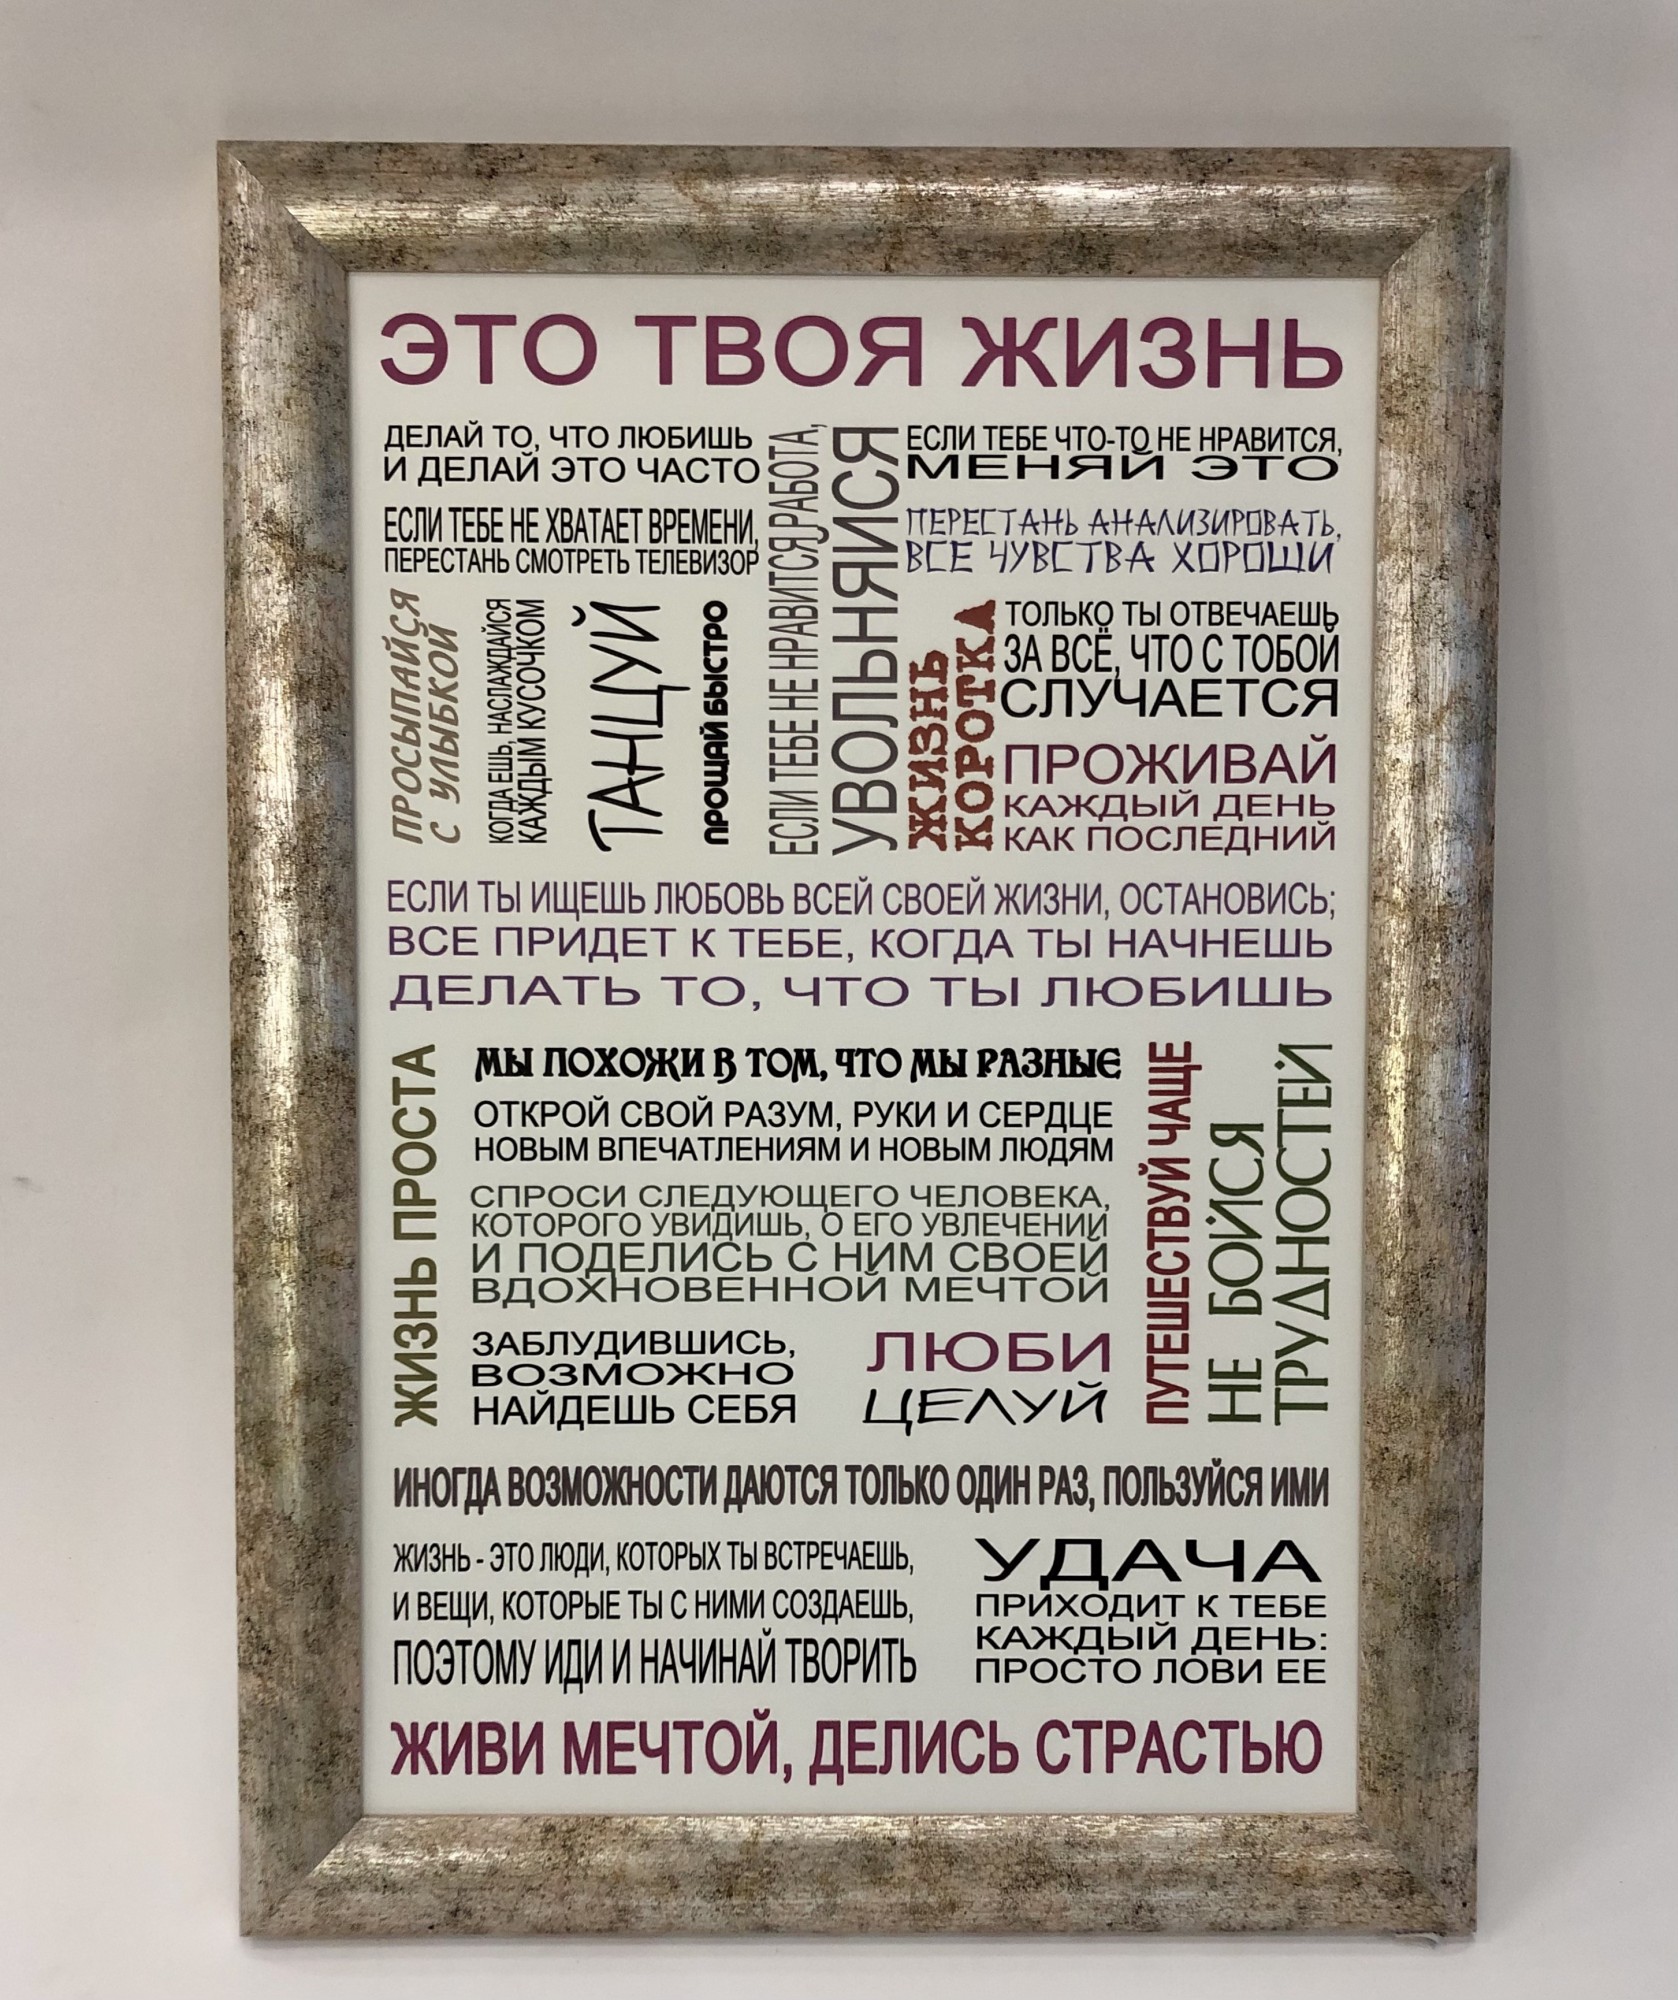 ЭТО ТВОЯ ЖИЗНЬ
ДЕЛАЙ ТО, ЧТО ЛЮБИШЬ
И ДЕЛАЙ ЭТО ЧАСТО
ЕСЛИ ТЕБЕ НЕ ХВАТАЕТ ВРЕМЕНИ,
ПЕРЕСТАНЬ СМОТРЕТЬ ТЕЛЕВИЗОР
ПРОСЫПАЙСЯ
С УЛЫБКОЙ
КОГДА ЕШЬ, НАСЛАЖДАЙСЯ
КАЖДЫМ КУСОЧКОМ
ТАНЦУЙ
ПРОЩАЙ БЫСТРО
ЕСЛИ ТЕБЕ НЕ НРАВИТСЯ РАБОТА,
УВОЛЬНЯЙСЯ
ЕСЛИ ТЕБЕ ЧТО-ТО НЕ НРАВИТСЯ,
МЕНЯЙ ЭТО
ПЕРЕСТАНЬ АНАЛИЗИРОВАТЬ,
ВСЕ ЧУВСТВА ХОРОШИ
ЖИЗНЬ
КОРОТКА
ТОЛЬКО ТЫ ОТВЕЧАЕШЬ
ЗА ВСЁ, ЧТО С ТОБОЙ
СЛУЧАЕТСЯ
ПРОЖИВАЙ
КАЖДЫЙ ДЕНЬ
КАК ПОСЛЕДНИЙ
ЕСЛИ ТЫ ИЩЕШЬ ЛЮБОВЬ ВСЕЙ СВОЕЙ ЖИЗНИ, ОСТАНОВИСЬ;
ВСЕ ПРИДЕТ К ТЕБЕ, КОГДА ТЫ НАЧНЕШЬ
ДЕЛАТЬ ТО, ЧТО ТЫ ЛЮБИШЬ
ЖИЗНЬ ПРОСТА
МЫ ПОХОЖИ В ТОМ, ЧТО МЫ РАЗНЫЕ
ОТКРОЙ СВОЙ РАЗУМ, РУКИ И СЕРДЦЕ
НОВЫМ ВПЕЧАТЛЕНИЯМ И НОВЫМ ЛЮДЯМ
СПРОСИ СЛЕДУЮЩЕГО ЧЕЛОВЕКА,
КОТОРОГО УВИДИШЬ, О ЕГО УВЛЕЧЕНИИ
И ПОДЕЛИСЬ С НИМ СВОЕЙ
ВДОХНОВЕННОЙ МЕЧТОЙ
ЗАБЛУДИВШИСЬ,
ВОЗМОЖНО
НАЙДЕШЬ СЕБЯ
ЛЮБИ
ЦЕЛУЙ
ПУТЕШЕСТВУЙ ЧАЩЕ
НЕ БОЙСЯ
ТРУДНОСТЕЙ
ИНОГДА ВОЗМОЖНОСТИ ДАЮТСЯ ТОЛЬКО ОДИН РАЗ, ПОЛЬЗУЙСЯ ИМИ
ЖИЗНЬ - ЭТО ЛЮДИ, КОТОРЫХ ТЫ ВСТРЕЧАЕШЬ,
И ВЕЩИ, КОТОРЫЕ ТЫ С НИМИ СОЗДАЕШЬ,
ПОЭТОМУ ИДИ И НАЧИНАЙ ТВОРИТЬ
УДАЧА
ПРИХОДИТ К ТЕБЕ
КАЖДЫЙ ДЕНЬ:
ПРОСТО ЛОВИ ЕЕ
ЖИВИ МЕЧТОЙ, ДЕЛИСЬ СТРАСТЬЮ